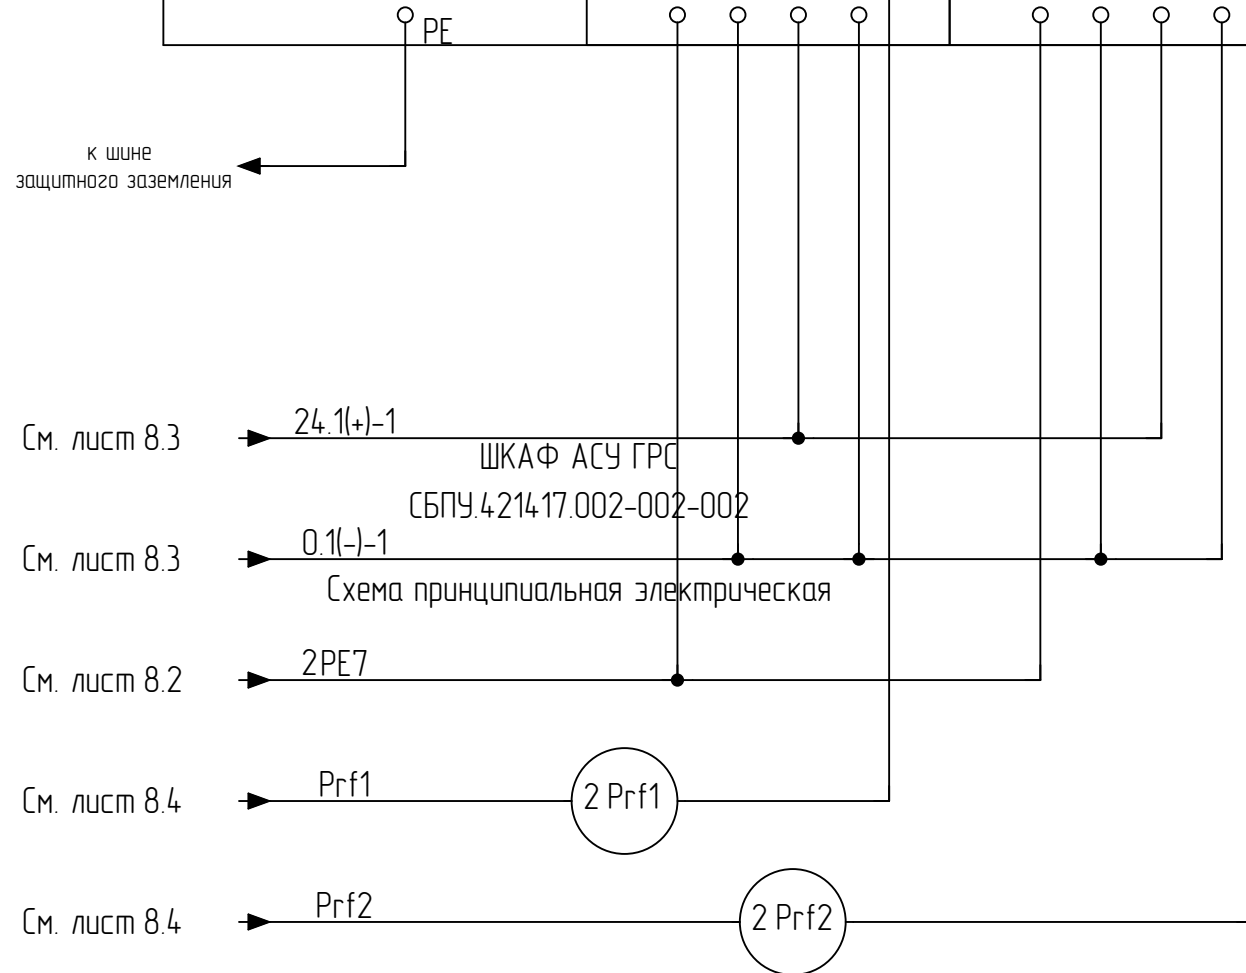 PE
к шине
защитного заземления
См. лист 8.3
24.1(+)-1
ШКАФ АСУ ГРС
СБПУ.421417.002-002-002
См. лист 8.3
0.1(-)-1
Схема принципиальная электрическая
См. лист 8.2
2PE7
См. лист 8.4
Prf1
2 Prf1
См. лист 8.4
Prf2
2 Prf2